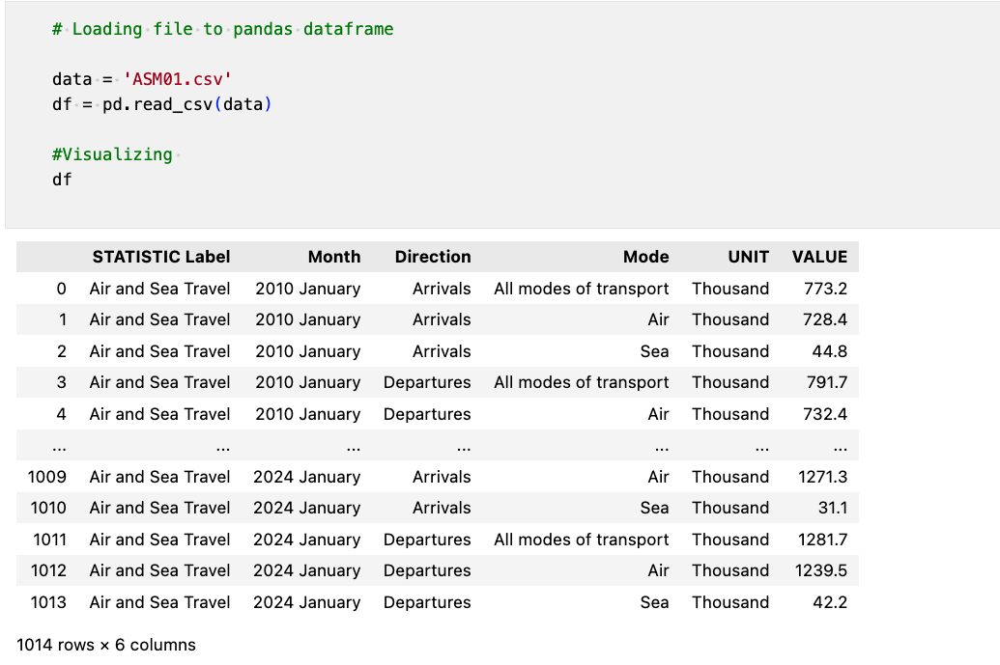 # Loading file to pandas dataframe
data = 'ASM01.csv'
df = pd.read_csv(data)
#Visualizing
df
STATISTIC Label Month Direction Mode UNIT VALUE
0 Air and Sea Travel 2010 January Arrivals All modes of transport Thousand 773.2
1 Air and Sea Travel 2010 January Arrivals Air Thousand 728.4
2 Air and Sea Travel 2010 January Arrivals Sea Thousand 44.8
3 Air and Sea Travel 2010 January Departures All modes of transport Thousand 791.7
4 Air and Sea Travel 2010 January Departures Air Thousand 732.4
... ... ... ... ... ... ...
1009 Air and Sea Travel 2024 January Arrivals Air Thousand 1271.3
1010 Air and Sea Travel 2024 January Arrivals Sea Thousand 31.1
1011 Air and Sea Travel 2024 January Departures All modes of transport Thousand 1281.7
1012 Air and Sea Travel 2024 January Departures Air Thousand 1239.5
1013 Air and Sea Travel 2024 January Departures Sea Thousand 42.2
1014 rows × 6 columns